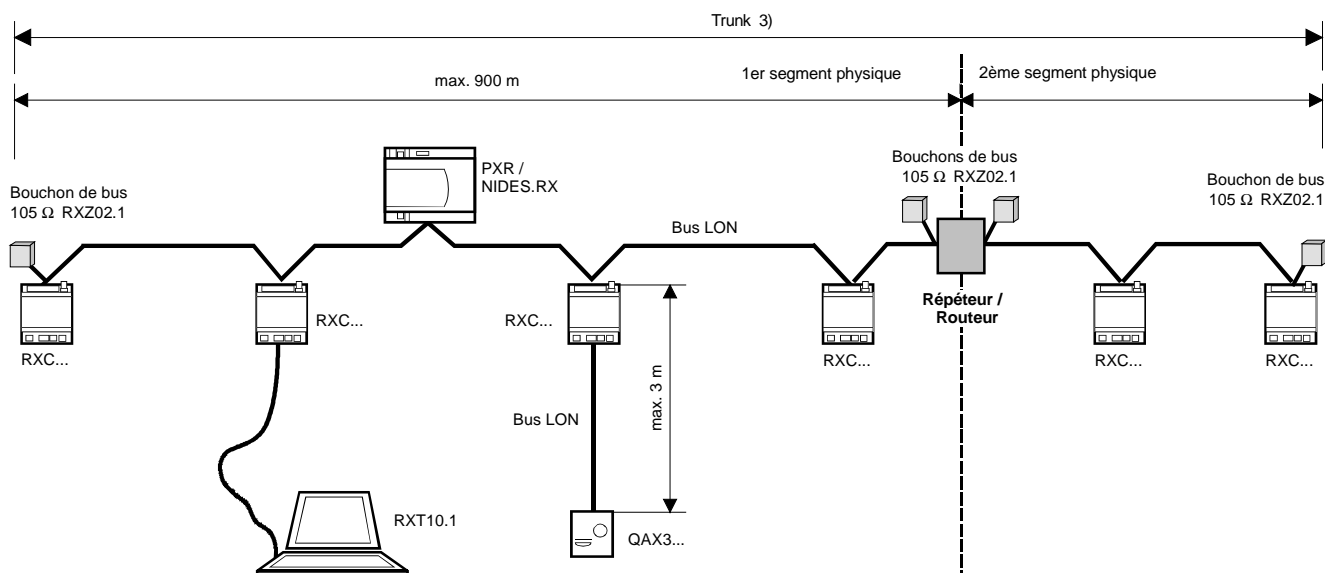 Trunk 3)
max. 900 m
1er segment physique
2ème segment physique
Bouchon de bus
105 Ω RXZ02.1
PXR /
NIDES.RX
Bouchons de bus
105 Ω RXZ02.1
Bouchon de bus
105 Ω RXZ02.1
Bus LON
RXC...
RXC...
RXC...
RXC...
Répéteur /
Routeur
RXC...
RXC...
Bus LON
max. 3 m
RXT10.1
QAX3...